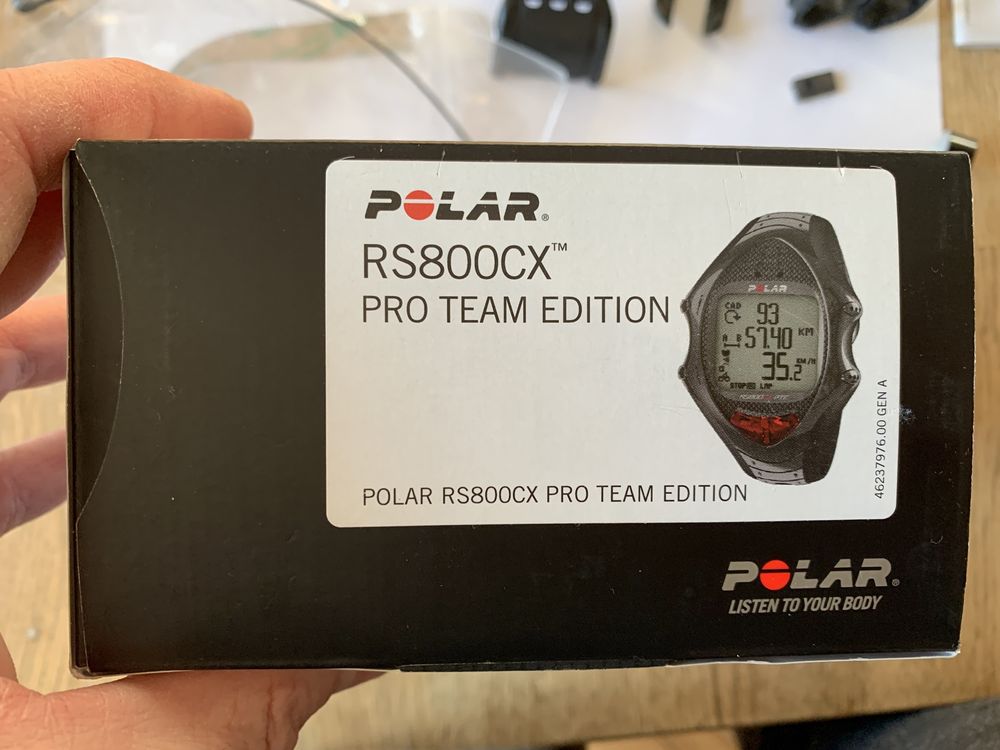 POLAR®
RS800CX™
PRO TEAM EDITION
POLAR
CAD
93
A B 57.40 KM
KM/H
35.2
STOP LAP
POLAR RS800CX PRO TEAM EDITION
46237976.00 GEN A
POLAR®
LISTEN TO YOUR BODY